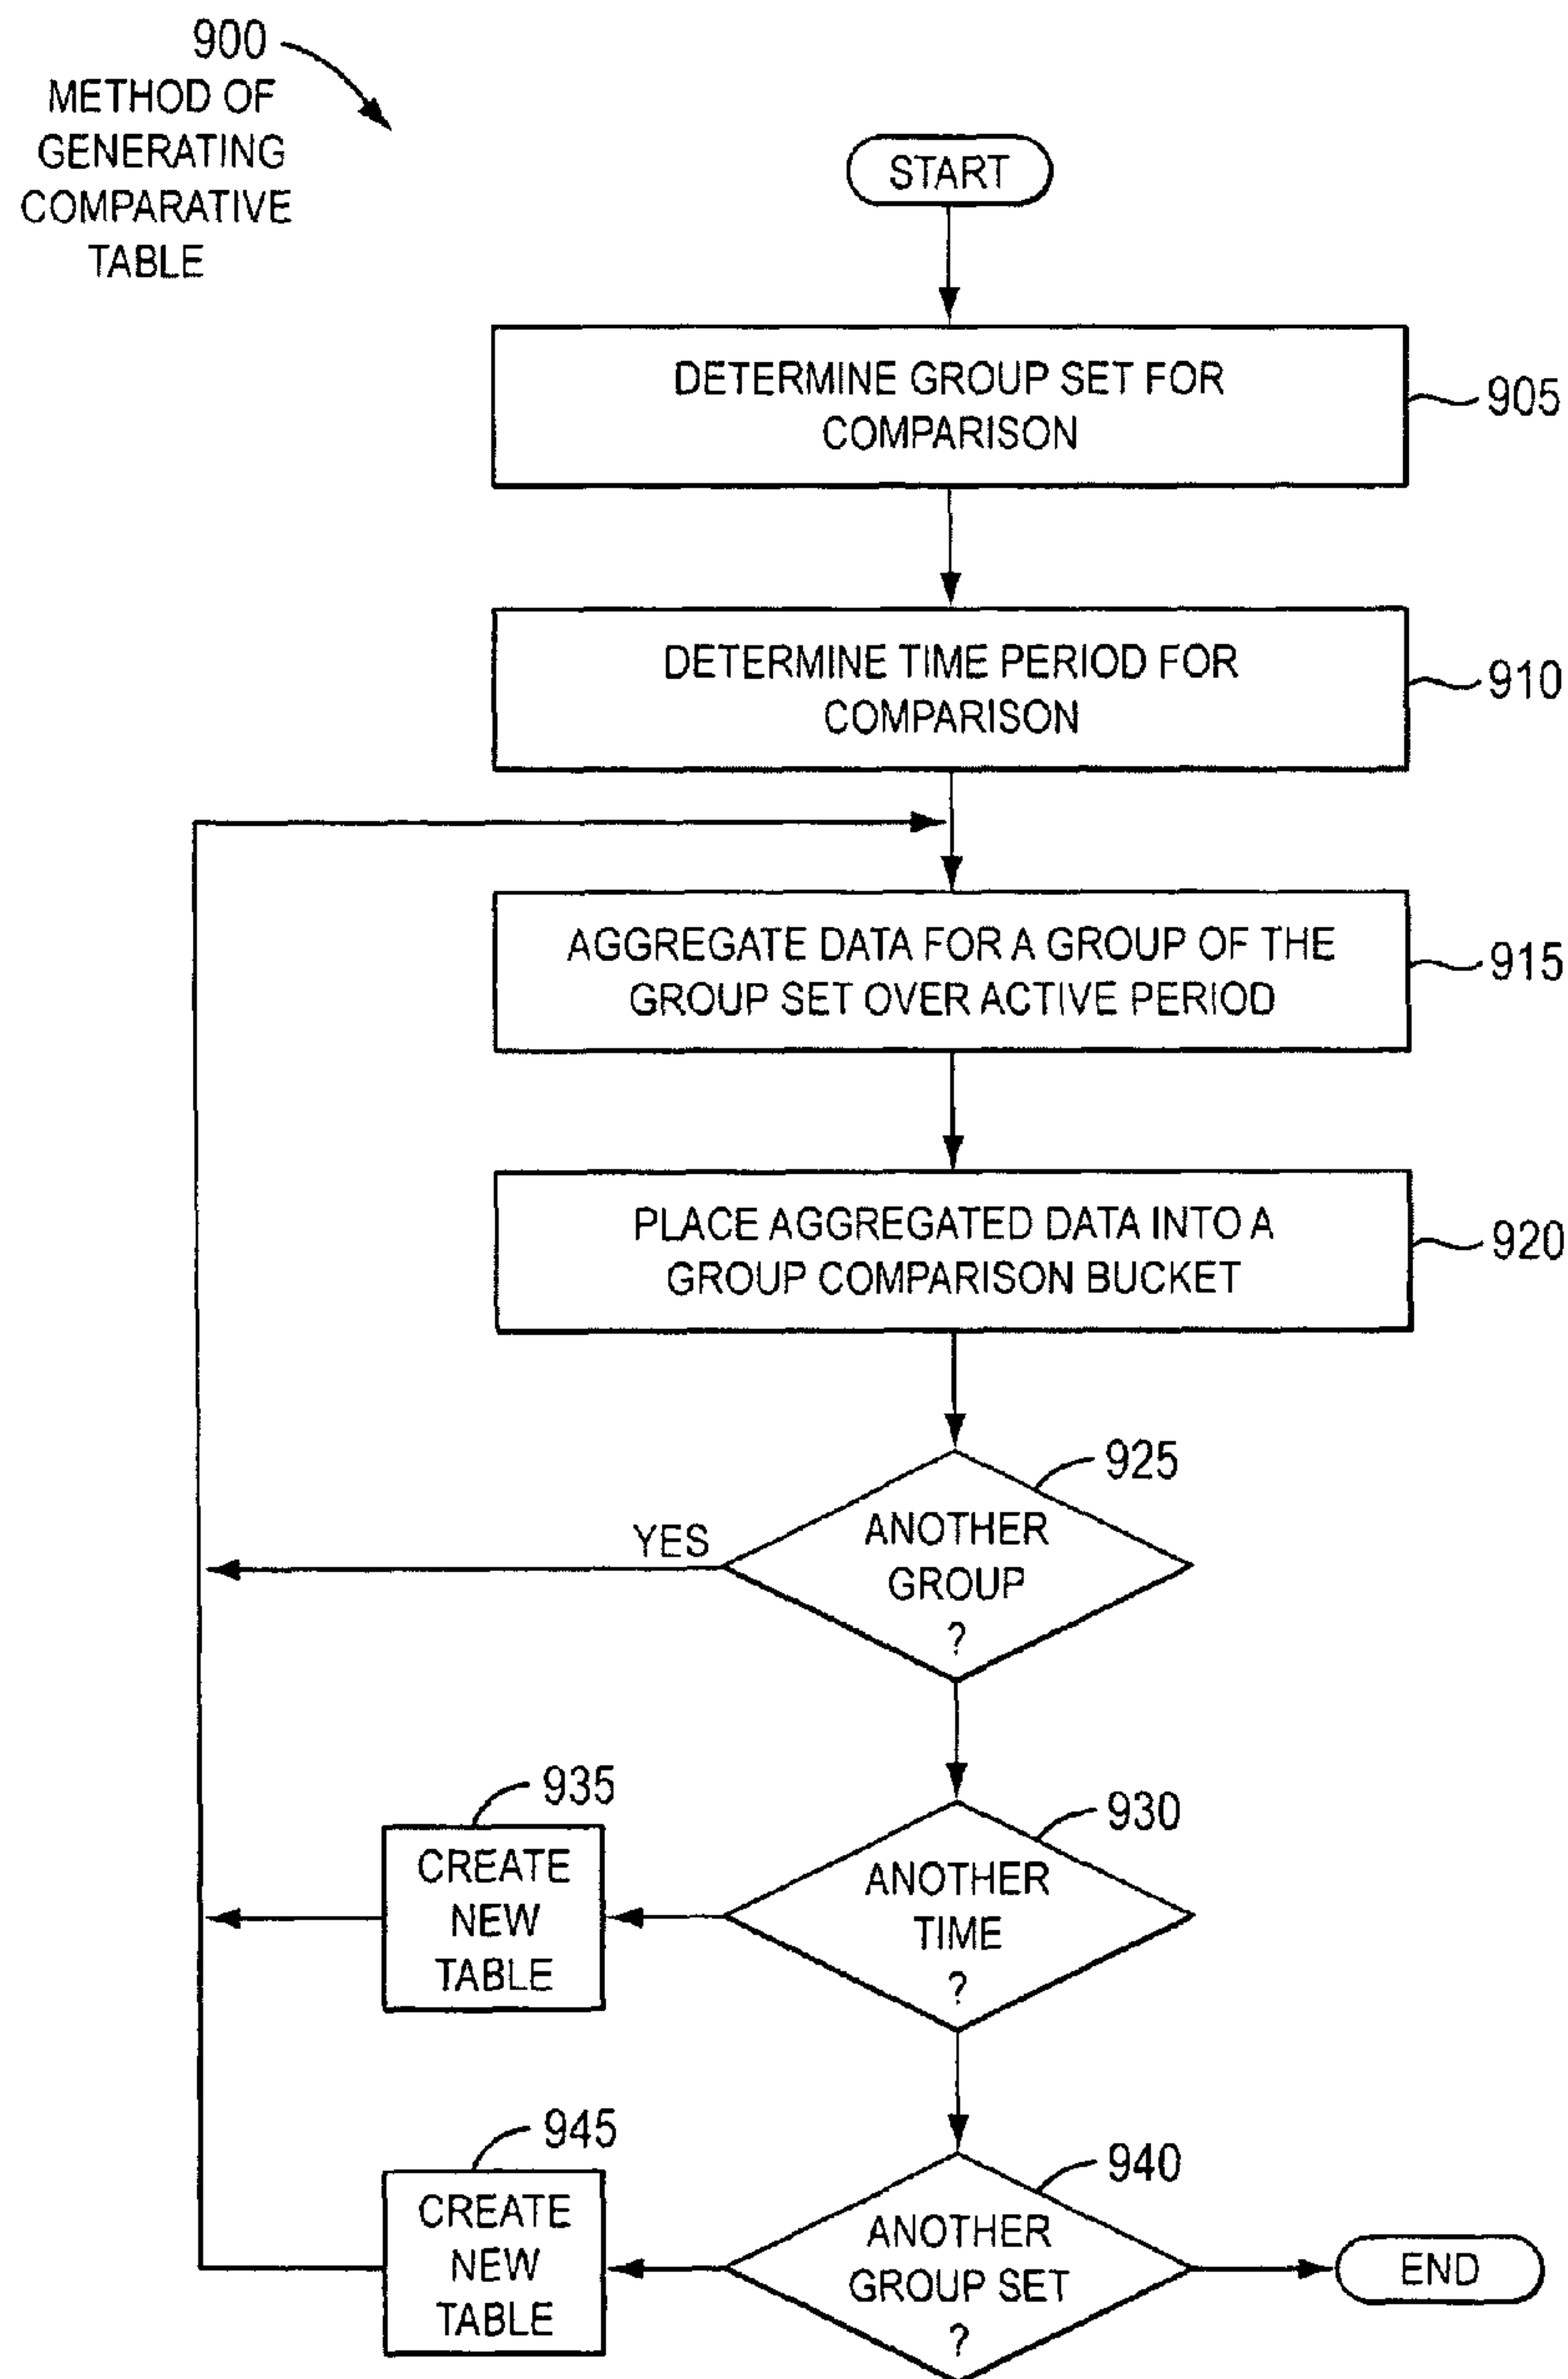 900
METHOD OF
GENERATING
COMPARATIVE
TABLE
START
DETERMINE GROUP SET FOR
COMPARISON
905
DETERMINE TIME PERIOD FOR
COMPARISON
910
AGGREGATE DATA FOR A GROUP OF THE
GROUP SET OVER ACTIVE PERIOD
915
PLACE AGGREGATED DATA INTO A
GROUP COMPARISON BUCKET
920
925
YES
ANOTHER
GROUP
?
935
CREATE
NEW
TABLE
930
ANOTHER
TIME
?
945
CREATE
NEW
TABLE
940
ANOTHER
GROUP SET
?
END